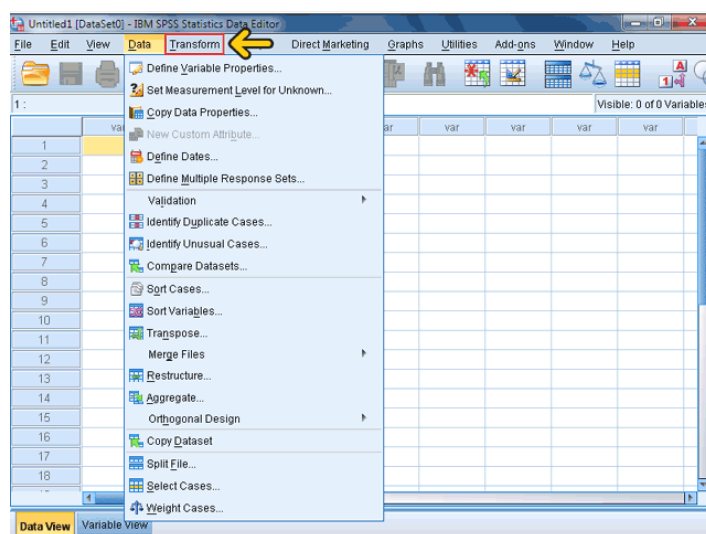 Untitled1 [DataSet0] - IBM SPSS Statistics Data Editor
File Edit View Data Transform Direct Marketing Graphs Utilities Add-ons Window Help
1 :
Visible: 0 of 0 Variables
var var var var var
Define Variable Properties...
Set Measurement Level for Unknown...
Copy Data Properties...
New Custom Attribute...
Define Dates...
Define Multiple Response Sets...
Validation
Identify Duplicate Cases...
Identify Unusual Cases...
Compare Datasets...
Sort Cases...
Sort Variables...
Transpose...
Merge Files
Restructure...
Aggregate...
Orthogonal Design
Copy Dataset
Split File...
Select Cases...
Weight Cases...
1
2
3
4
5
6
7
8
9
10
11
12
13
14
15
16
17
18
Data View Variable View